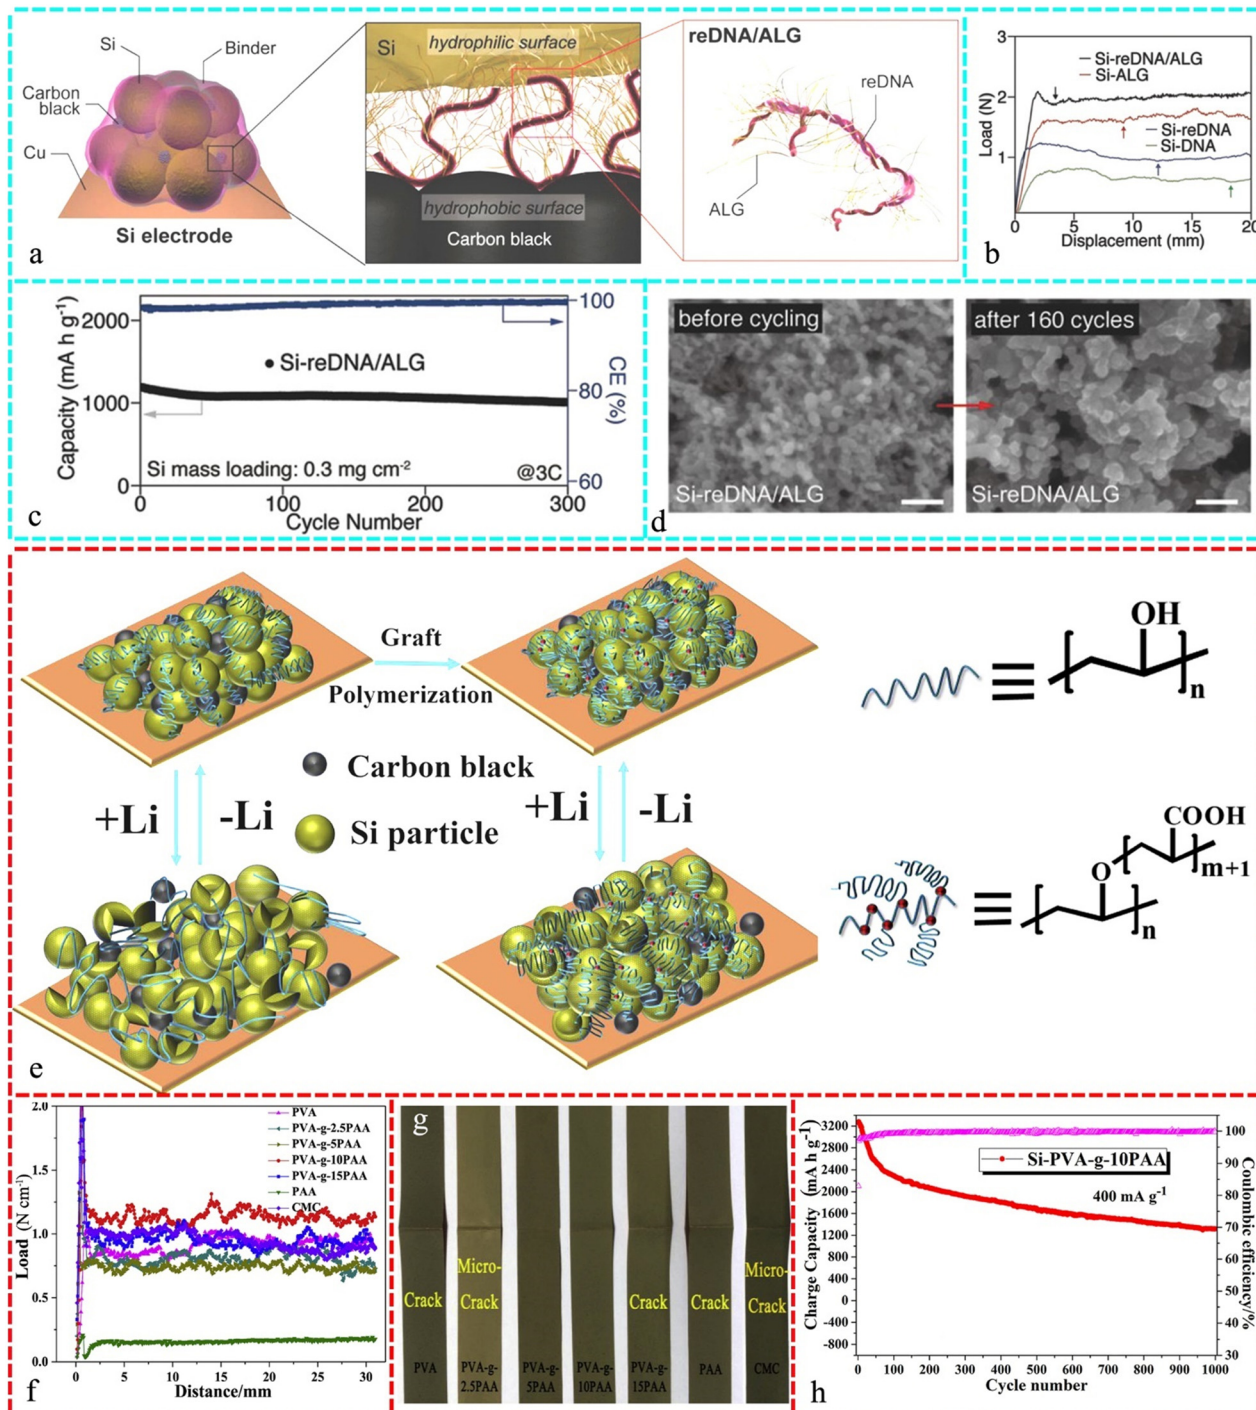 Si
Binder
Carbon
black
Cu
Si electrode
a
Si
hydrophilic surface
hydrophobic surface
Carbon black
reDNA/ALG
reDNA
ALG
3
2
1
Load (N)
Si-reDNA/ALG
Si-ALG
Si-reDNA
Si-DNA
0 5 10 15 20
Displacement (mm)
b
Capacity (mA h g-1)
2000
1000
0
Si-reDNA/ALG
Si mass loading: 0.3 mg cm-2
@3C
100
80
60
CE (%)
0 100 200 300
Cycle Number
c
before cycling
Si-reDNA/ALG
after 160 cycles
Si-reDNA/ALG
d
Graft
Polymerization
Carbon black
Si particle
+Li
-Li
+Li
-Li
OH
n
COOH
m+1
O
n
e
2.0
1.5
1.0
0.5
0.0
Load (N cm-1)
PVA
PVA-g-2.5PAA
PVA-g-5PAA
PVA-g-10PAA
PVA-g-15PAA
PAA
CMC
0 5 10 15 20 25 30
Distance/mm
f
g
Crack
Micro-
Crack
Crack
Crack
Micro-
Crack
PVA
PVA-g-
2.5PAA
PVA-g-
5PAA
PVA-g-
10PAA
PVA-g-
15PAA
PAA
CMC
Charge Capacity (mA h g-1)
3200
2800
2400
2000
1600
1200
800
400
0
-400
-800
Si-PVA-g-10PAA
400 mA g-1
100
90
80
70
60
50
40
30
Coulombic efficiency/%
0 100 200 300 400 500 600 700 800 900 1000
Cycle number
h